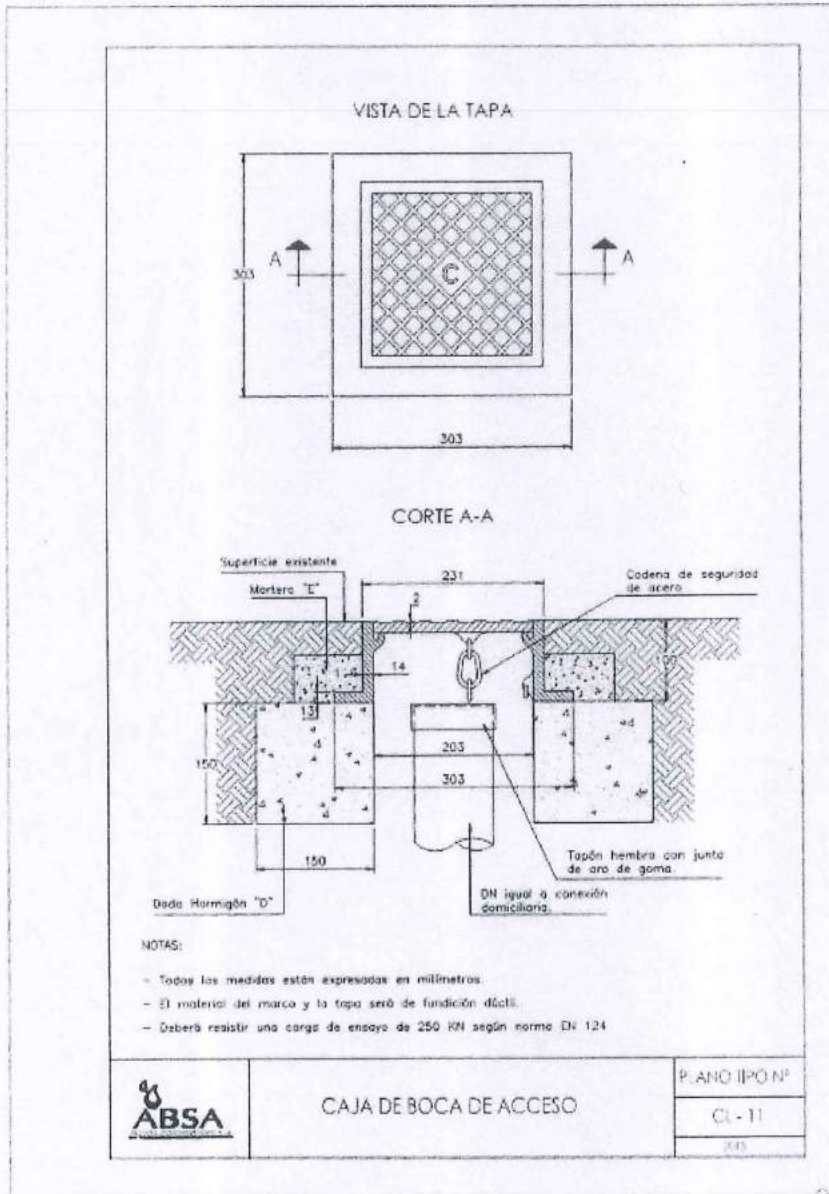 VISTA DE LA TAPA
A
A
303
C
303
CORTE A-A
Superficie existente
Mortero "E"
231
2
Cadena de seguridad
de acero
14
13
150
203
303
150
Tapón hembra con junta
de aro de goma.
Dado Hormigón "D"
DN igual a conexión
domiciliaria.
NOTAS:
- Todas las medidas están expresadas en milímetros.
- El material del marco y la tapa será de fundición dúctil.
- Deberá resistir una carga de ensayo de 250 KN según norma EN 124
ABSA
CAJA DE BOCA DE ACCESO
PLANO TIPO Nº
CL - 11